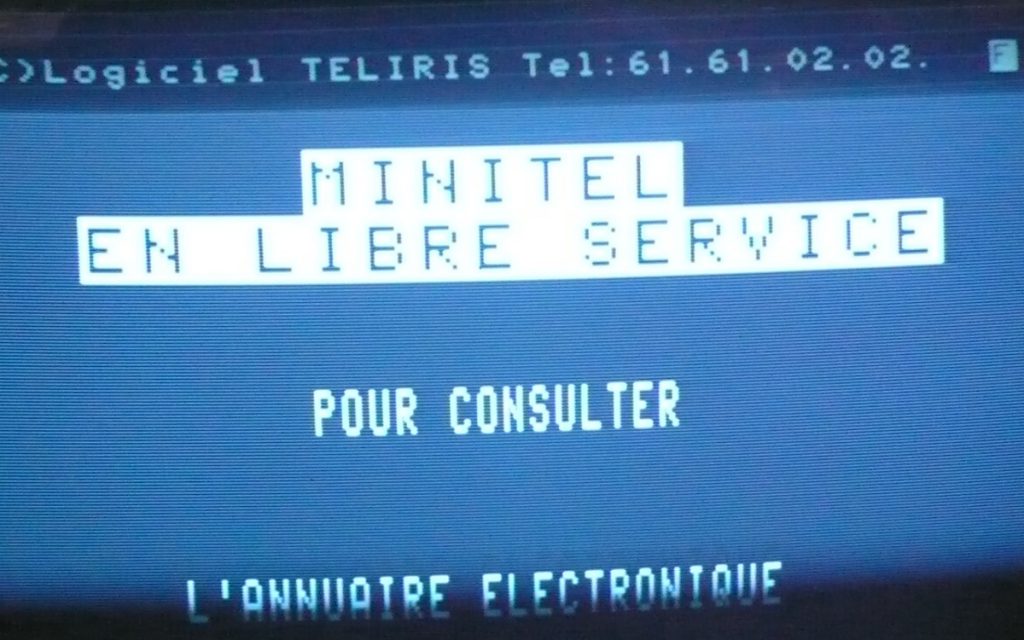 C)Logiciel TELIRIS Tel:61.61.02.02. F
MINITEL
EN LIBRE SERVICE
POUR CONSULTER
L'ANNUAIRE ELECTRONIQUE